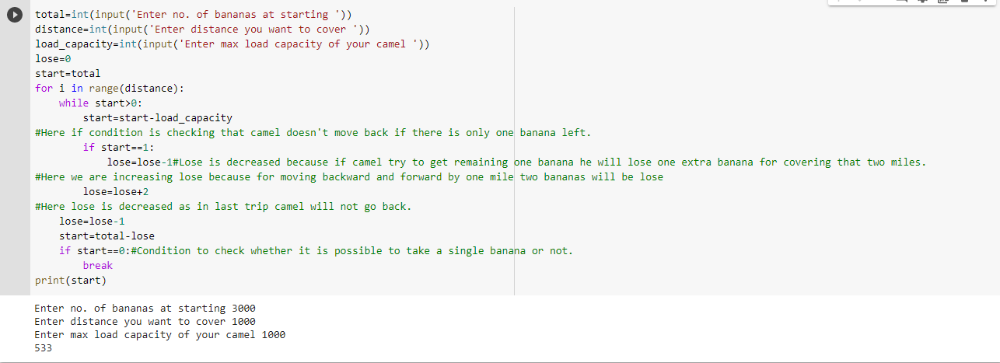 total=int(input('Enter no. of bananas at starting '))
distance=int(input('Enter distance you want to cover '))
load_capacity=int(input('Enter max load capacity of your camel '))
lose=0
start=total
for i in range(distance):
    while start>0:
        start=start-load_capacity
#Here if condition is checking that camel doesn't move back if there is only one banana left.
        if start==1:
            lose=lose-1#Lose is decreased because if camel try to get remaining one banana he will lose one extra banana for covering that two miles.
#Here we are increasing lose because for moving backward and forward by one mile two bananas will be lose
        lose=lose+2
#Here lose is decreased as in last trip camel will not go back.
    lose=lose-1
    start=total-lose
    if start==0:#Condition to check whether it is possible to take a single banana or not.
        break
print(start)
Enter no. of bananas at starting 3000
Enter distance you want to cover 1000
Enter max load capacity of your camel 1000
533